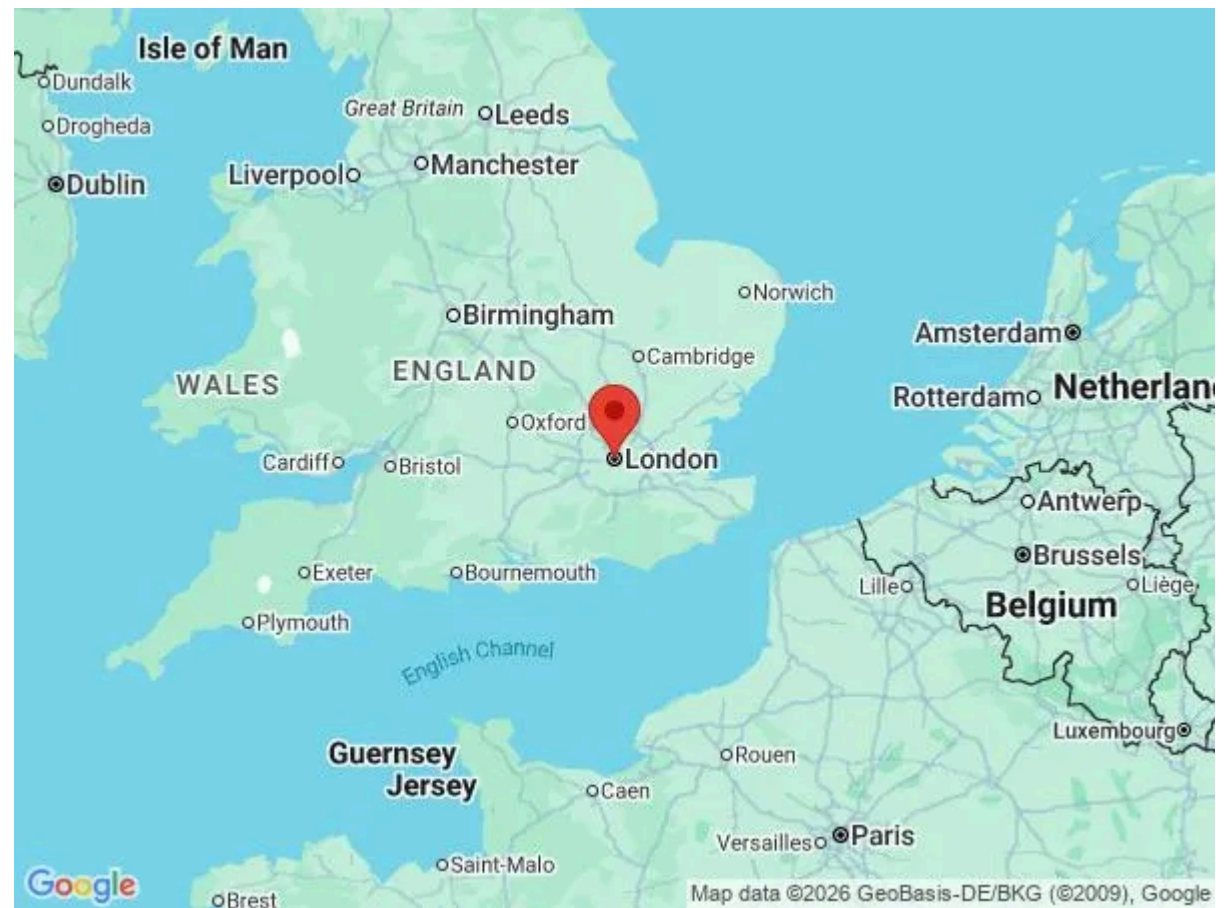 Isle of Man
Dundalk
Great Britain
Leeds
Drogheda
Manchester
Liverpool
Dublin
Norwich
Birmingham
Amsterdam
Cambridge
ENGLAND
WALES
Netherlan
Rotterdam
Oxford
London
Cardiff
Bristol
Antwerp
Brussels
Exeter
Bournemouth
Lille
Liège
Belgium
Plymouth
English Channel
Luxembourg
Guernsey
Rouen
Jersey
Caen
Paris
Versailles
Saint-Malo
Google
Brest
Map data ©2026 GeoBasis-DE/BKG (©2009), Google